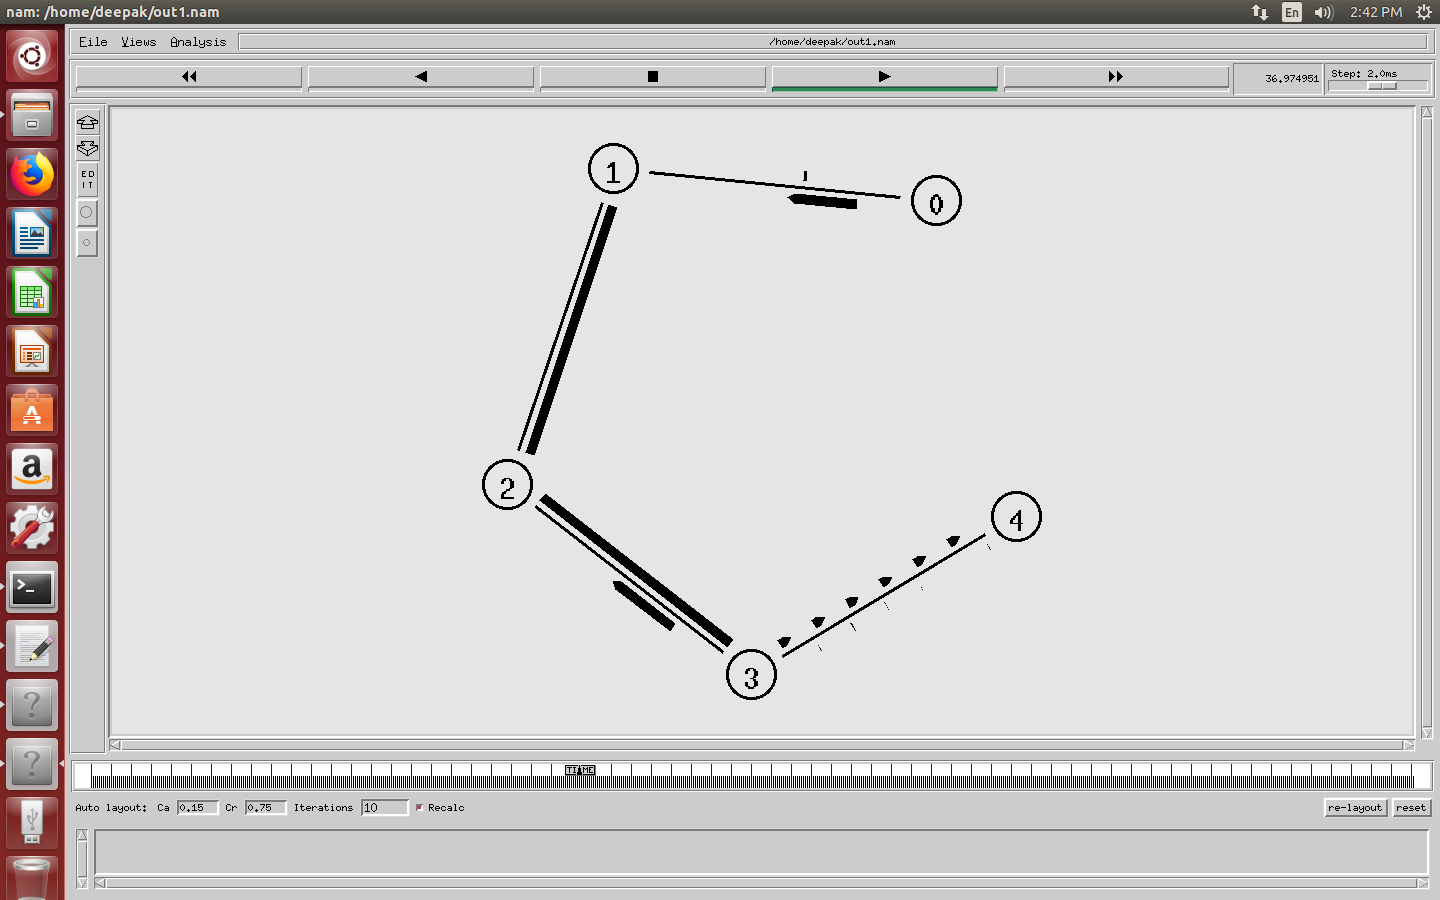 nam: /home/deepak/out1.nam
En
2:42 PM
File Views Analysis
/home/deepak/out1.nam
36.974951
Step: 2.0ms
ED
IT
1
0
2
4
3
TIME
Auto layout: Ca 0.15 Cr 0.75 Iterations 10 Recalc
re-layout reset